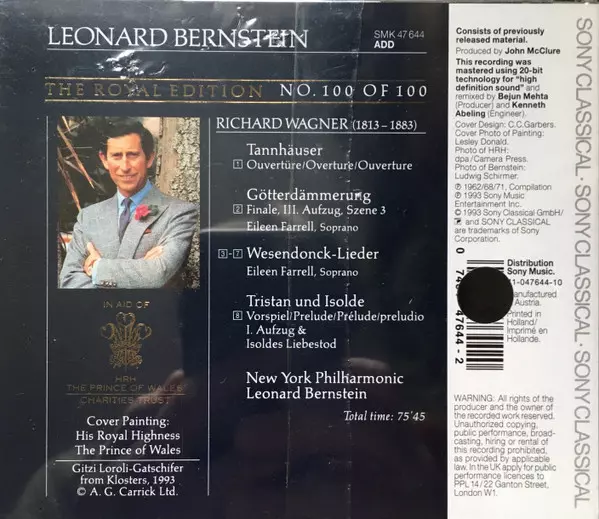 LEONARD BERNSTEIN
SMK 47 644
ADD
THE ROYAL EDITION NO. 100 OF 100
RICHARD WAGNER (1813–1883)
Tannhäuser
1 Ouvertüre/Overture/Ouverture
Götterdämmerung
2 Finale, III. Aufzug, Szene 3
Eileen Farrell, Soprano
3-7 Wesendonck-Lieder
Eileen Farrell, Soprano
Tristan und Isolde
8 Vorspiel/Prelude/Prélude/preludio
I. Aufzug &
Isoldes Liebestod
New York Philharmonic
Leonard Bernstein
Total time: 75'45
IN AID OF
HRH
THE PRINCE OF WALES
CHARITIES TRUST
Cover Painting:
His Royal Highness
The Prince of Wales
Gitzi Loroli-Gatschifer
from Klosters, 1993
© A. G. Carrick Ltd.
Consists of previously
released material.
Produced by John McClure
This recording was
mastered using 20-bit
technology for "high
definition sound" and
remixed by Bejun Mehta
(Producer) and Kenneth
Abeling (Engineer).
Cover Design: C.C.Garbers.
Cover Photo of Painting:
Lesley Donald.
Photo of HRH:
dpa/Camera Press.
Photo of Bernstein:
Ludwig Schirmer.
℗ 1962/68/71, Compilation
℗ 1993 Sony Music
Entertainment Inc.
© 1993 Sony Classical GmbH/
and SONY CLASSICAL
are trademarks of Sony
Corporation.
Distribution
Sony Music.
1-047644-10
Manufactured
Austria.
Printed in
Holland/
Imprimé en
Hollande.
0 74 47644 - 2
WARNING: All rights of the
producer and the owner of
the recorded work reserved.
Unauthorized copying,
public performance, broad-
casting, hiring or rental of
this recording prohibited,
as provided by applicable
law. In the UK apply for public
performance licences to
PPL 14/22 Ganton Street,
London W1.
SONYCLASSICAL · SONYCLASSICAL · SONYCLASSICAL